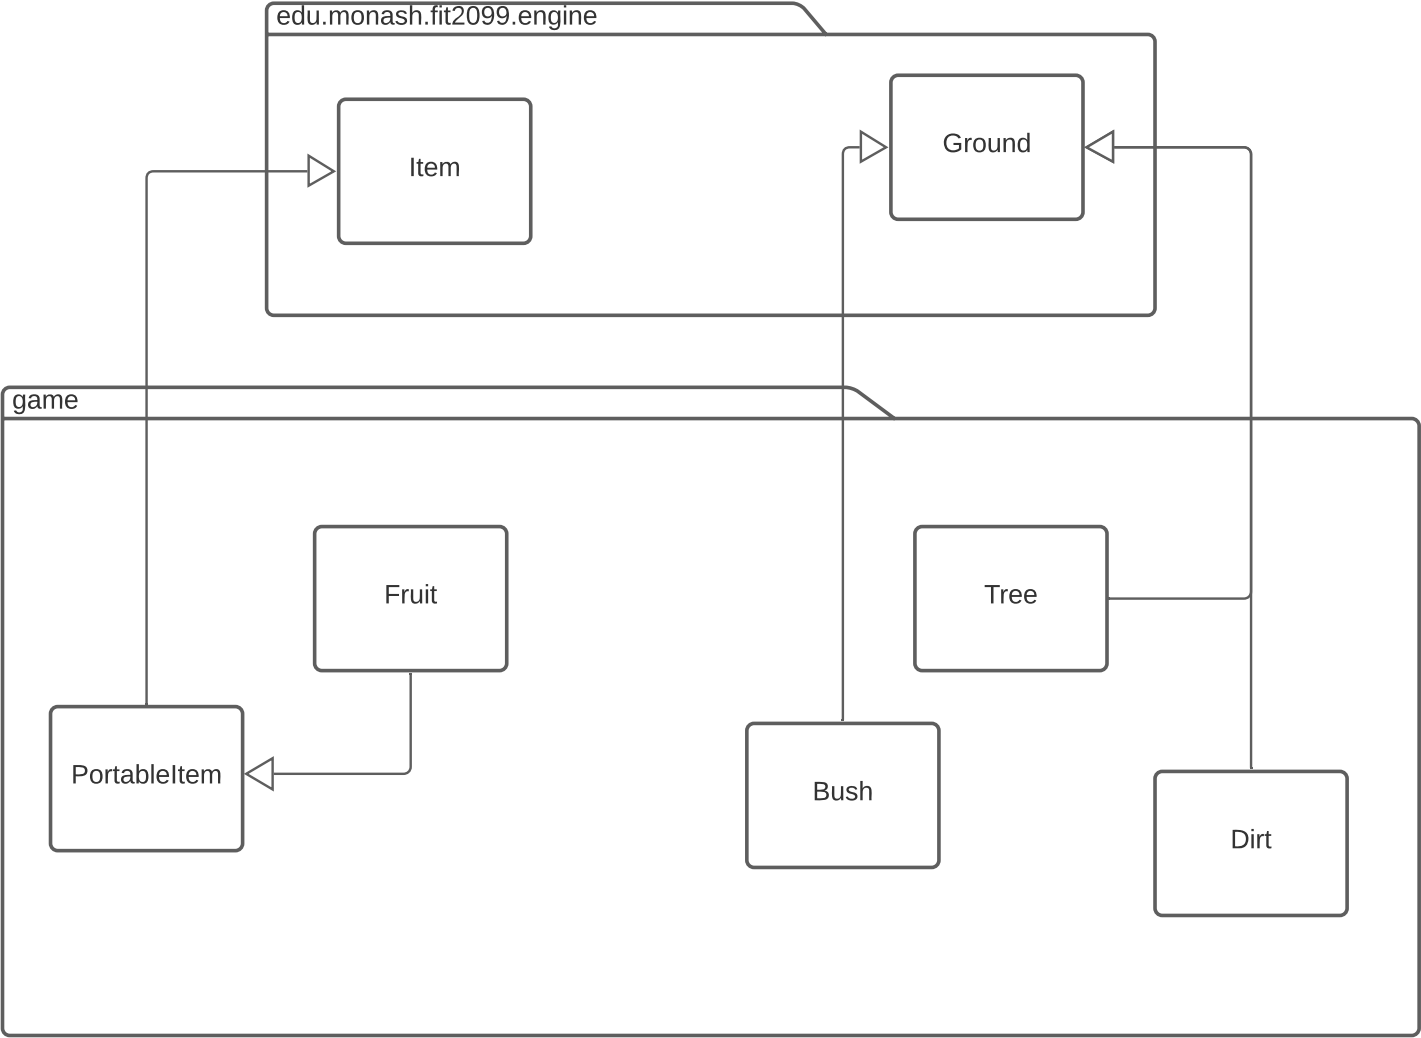 edu.monash.fit2099.engine
Item
Ground
game
Fruit
Tree
PortableItem
Bush
Dirt